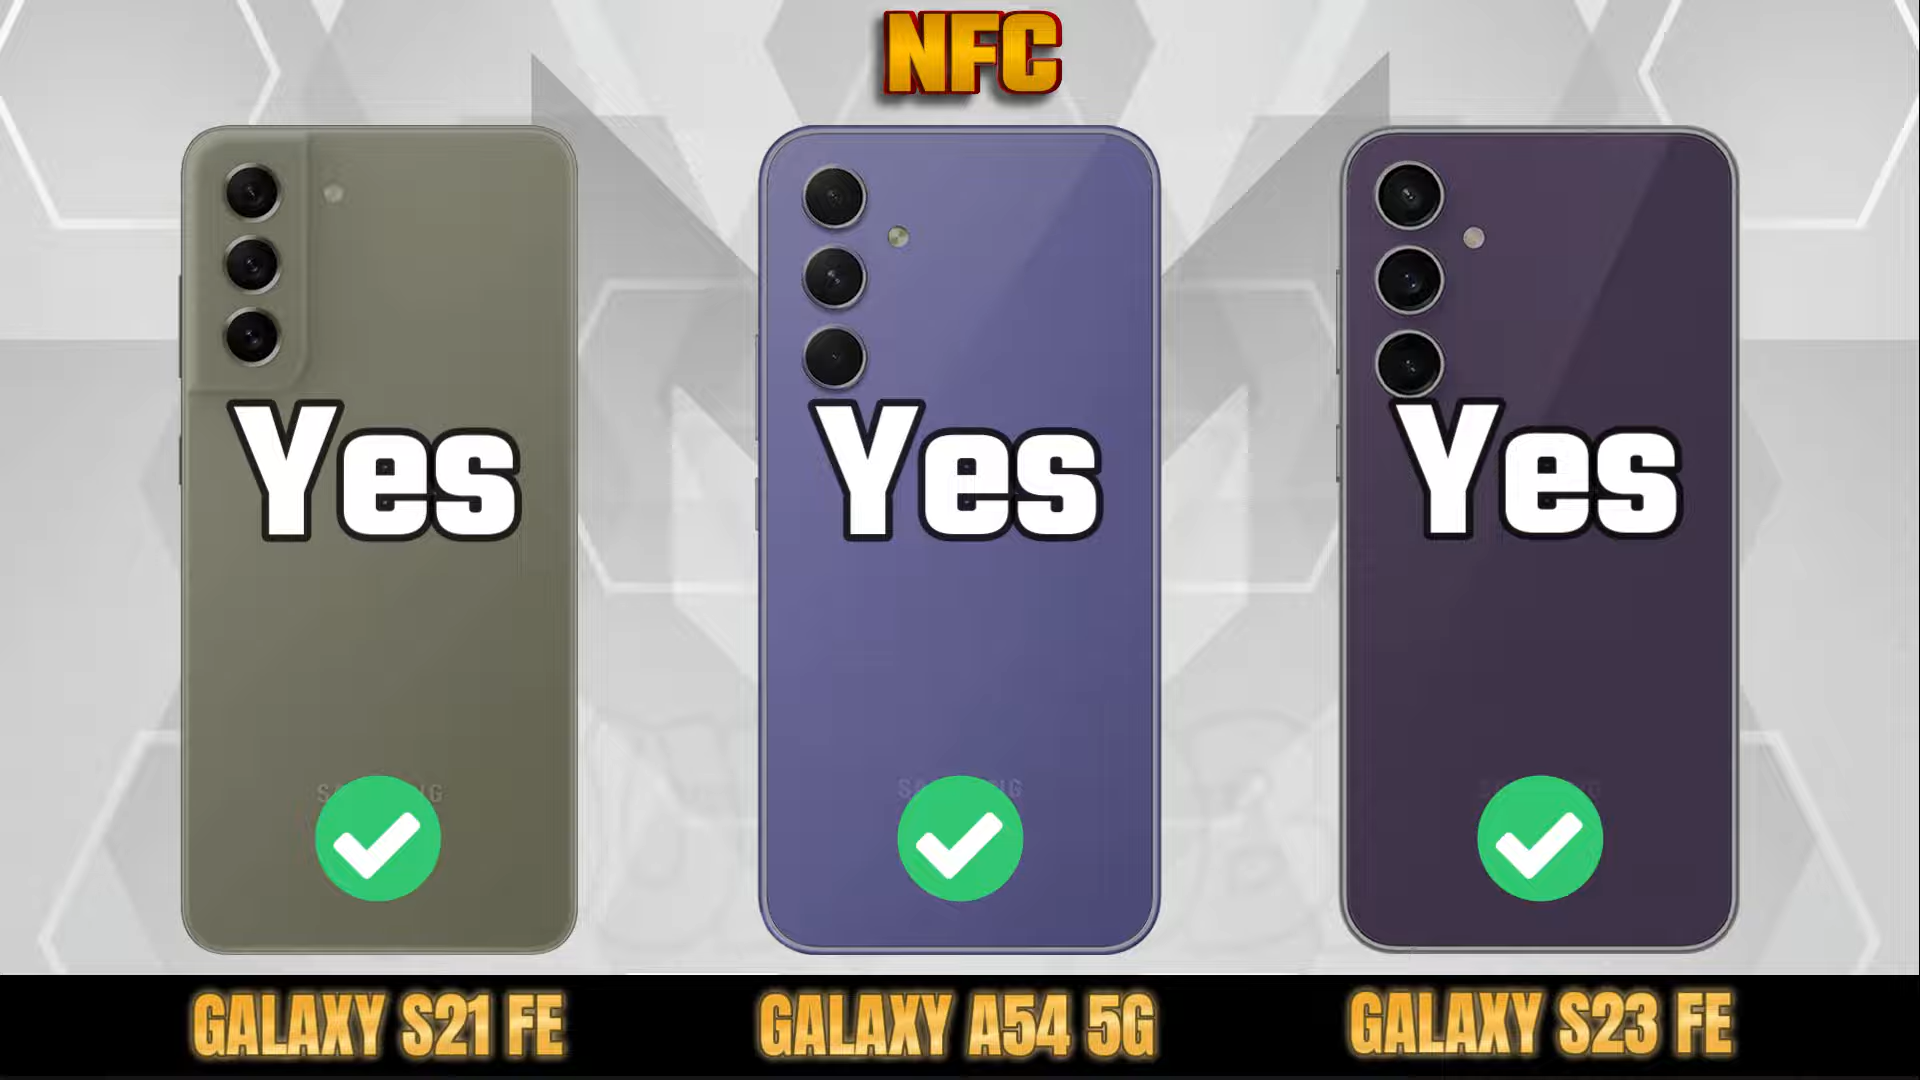 NFC
Yes Yes Yes
GALAXY S21 FE GALAXY A54 5G GALAXY S23 FE